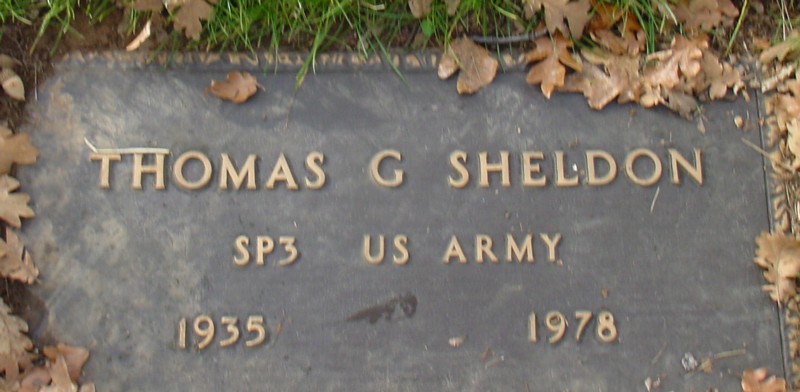 THOMAS G SHELDON
SP3 US ARMY
1935 1978